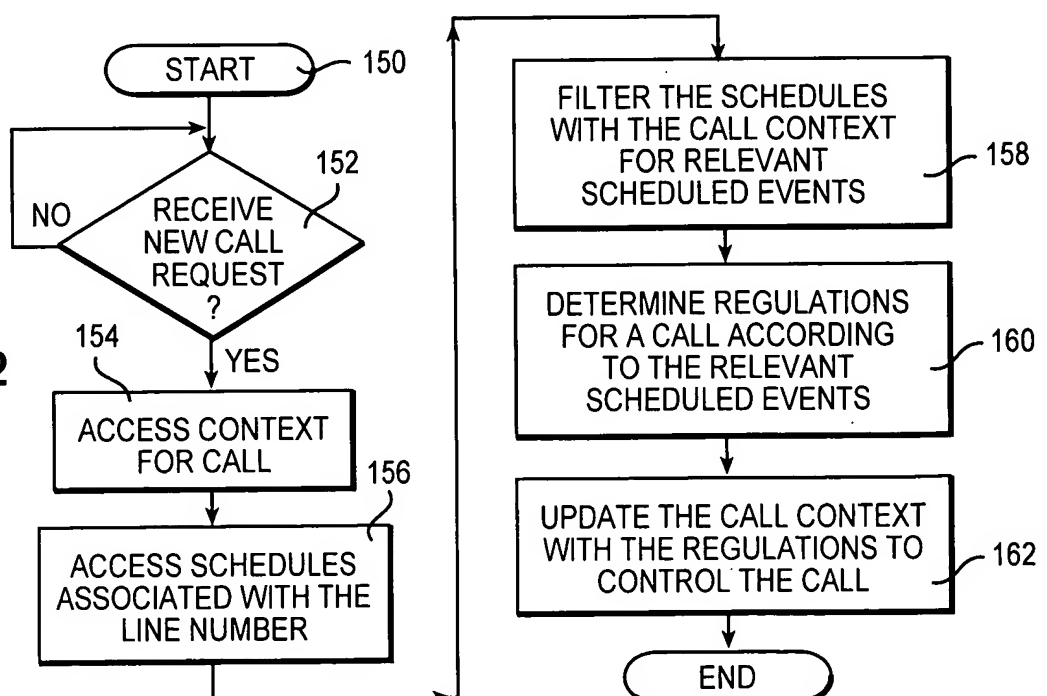 START
150
152
NO
RECEIVE
NEW CALL
REQUEST
?
154
YES
ACCESS CONTEXT
FOR CALL
156
ACCESS SCHEDULES
ASSOCIATED WITH THE
LINE NUMBER
FILTER THE SCHEDULES
WITH THE CALL CONTEXT
FOR RELEVANT
SCHEDULED EVENTS
158
DETERMINE REGULATIONS
FOR A CALL ACCORDING
TO THE RELEVANT
SCHEDULED EVENTS
160
UPDATE THE CALL CONTEXT
WITH THE REGULATIONS TO
CONTROL THE CALL
162
END